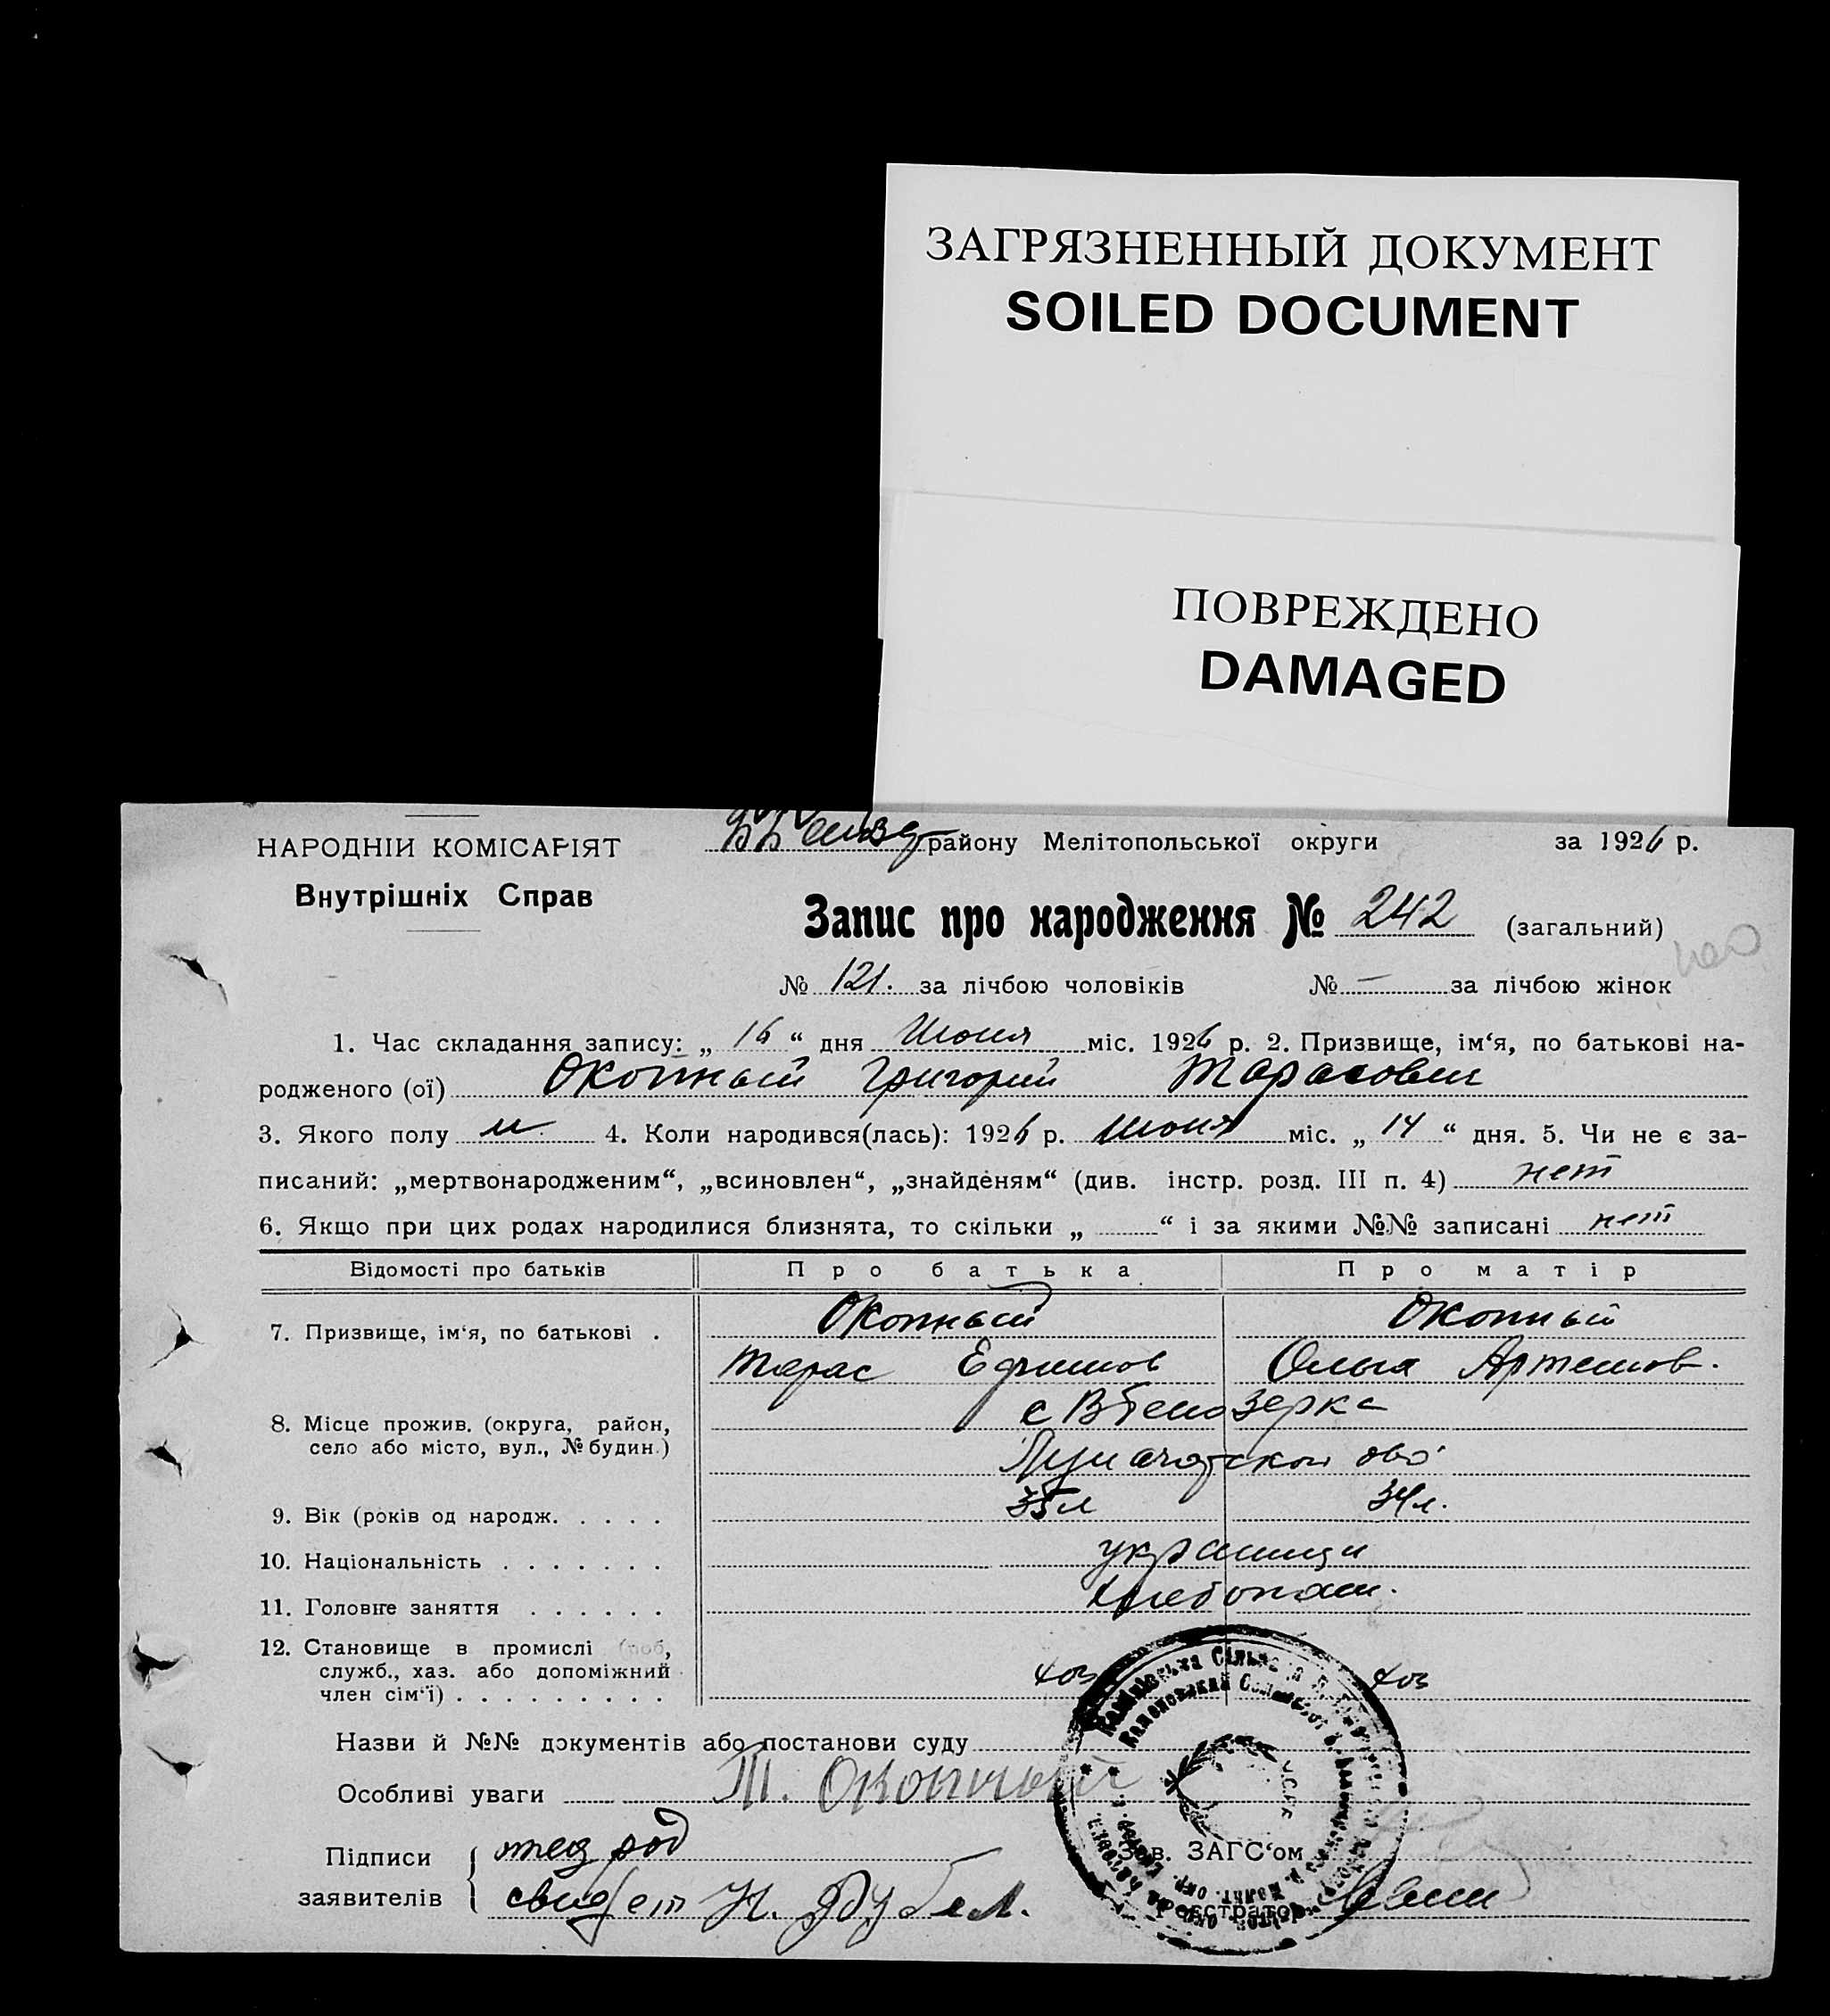 ЗАГРЯЗНЕННЫЙ ДОКУМЕНТ
SOILED DOCUMENT
ПОВРЕЖДЕНО
DAMAGED
НАРОДНІЙ КОМІСАРІЯТ
Внутрішніх Справ
району Мелітопольської округи за 1926 р.
Запис про народження № 242 (загальний)
№ 121. за лічбою чоловіків № — за лічбою жінок
1. Час складання запису: „ 16 “ дня Июня міс. 1926 р. 2. Призвище, ім‘я, по батькові на-
родженого (ої) Окопный Григорий Тарасович
3. Якого полу м. 4. Коли народився(лась): 1926 р. Июня міс. „ 14 “ дня. 5. Чи не є за-
писаний: „мертвонародженим“, „всиновлен“, „знайденям“ (див. інстр. розд. III п. 4) нет
6. Якщо при цих родах народилися близнята, то скільки „ “ і за якими №№ записані нет
Відомості про батьків Про батька Про матір
7. Призвище, ім‘я, по батькові . Окопный Окопный
Тарас Ефимов Ольга Артемов.
8. Місце прожив. (округа, район,
село або місто, вул., № будин.)
с ВБелозерка
9. Вік (років од народж. . . . . 35л 34л.
10. Національність . . . . . . . украинци
11. Головне заняття . . . . . . хлебопаш.
12. Становище в промислі (роб,
служб., хаз. або допоміжний
член сім‘ї) . . . . . . . . . хоз хоз
Назви й №№ документів або постанови суду
Особливі уваги Т. Окопный
Підписи
заявителів
отец род
свидет Н.
Зав. ЗАГС‘ом
Реєстратор
У.С.Р.Р.